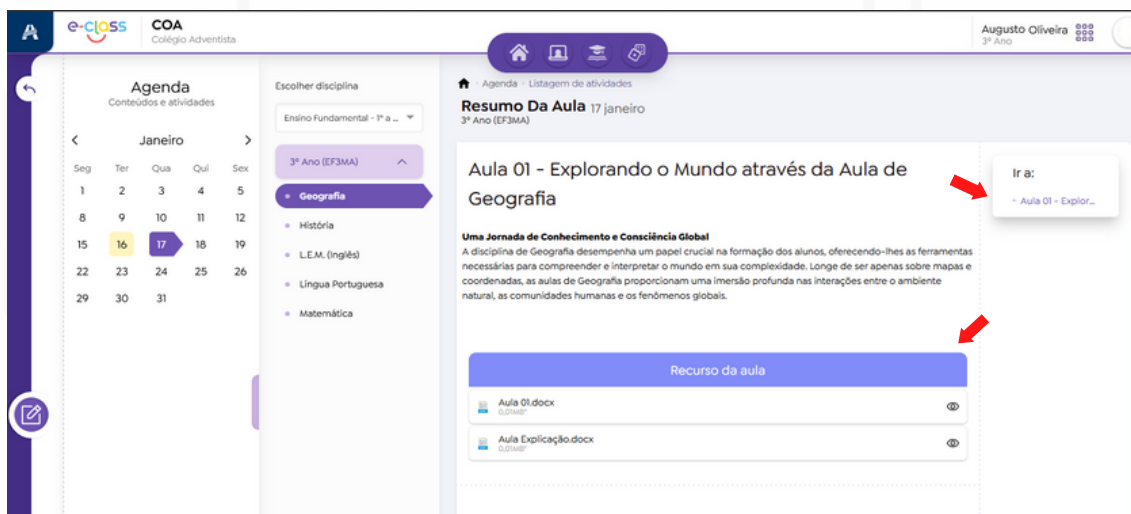 e-class
COA
Colégio Adventista
Augusto Oliveira
3º Ano
Agenda
Conteúdos e atividades
Janeiro
Seg Ter Qua Qui Sex
1 2 3 4 5
8 9 10 11 12
15 16 17 18 19
22 23 24 25 26
29 30 31
Escolher disciplina
Ensino Fundamental - 1º a ...
3º Ano (EF3MA)
Geografia
História
L.E.M. (Inglês)
Língua Portuguesa
Matemática
Agenda · Listagem de atividades
Resumo Da Aula 17 janeiro
3º Ano (EF3MA)
Aula 01 - Explorando o Mundo através da Aula de
Geografia
Uma Jornada de Conhecimento e Consciência Global
A disciplina de Geografia desempenha um papel crucial na formação dos alunos, oferecendo-lhes as ferramentas
necessárias para compreender e interpretar o mundo em sua complexidade. Longe de ser apenas sobre mapas e
coordenadas, as aulas de Geografia proporcionam uma imersão profunda nas interações entre o ambiente
natural, as comunidades humanas e os fenômenos globais.
Recurso da aula
Aula 01.docx
0,01MB"
Aula Explicação.docx
0,01MB"
Ir a:
- Aula 01 - Explor...